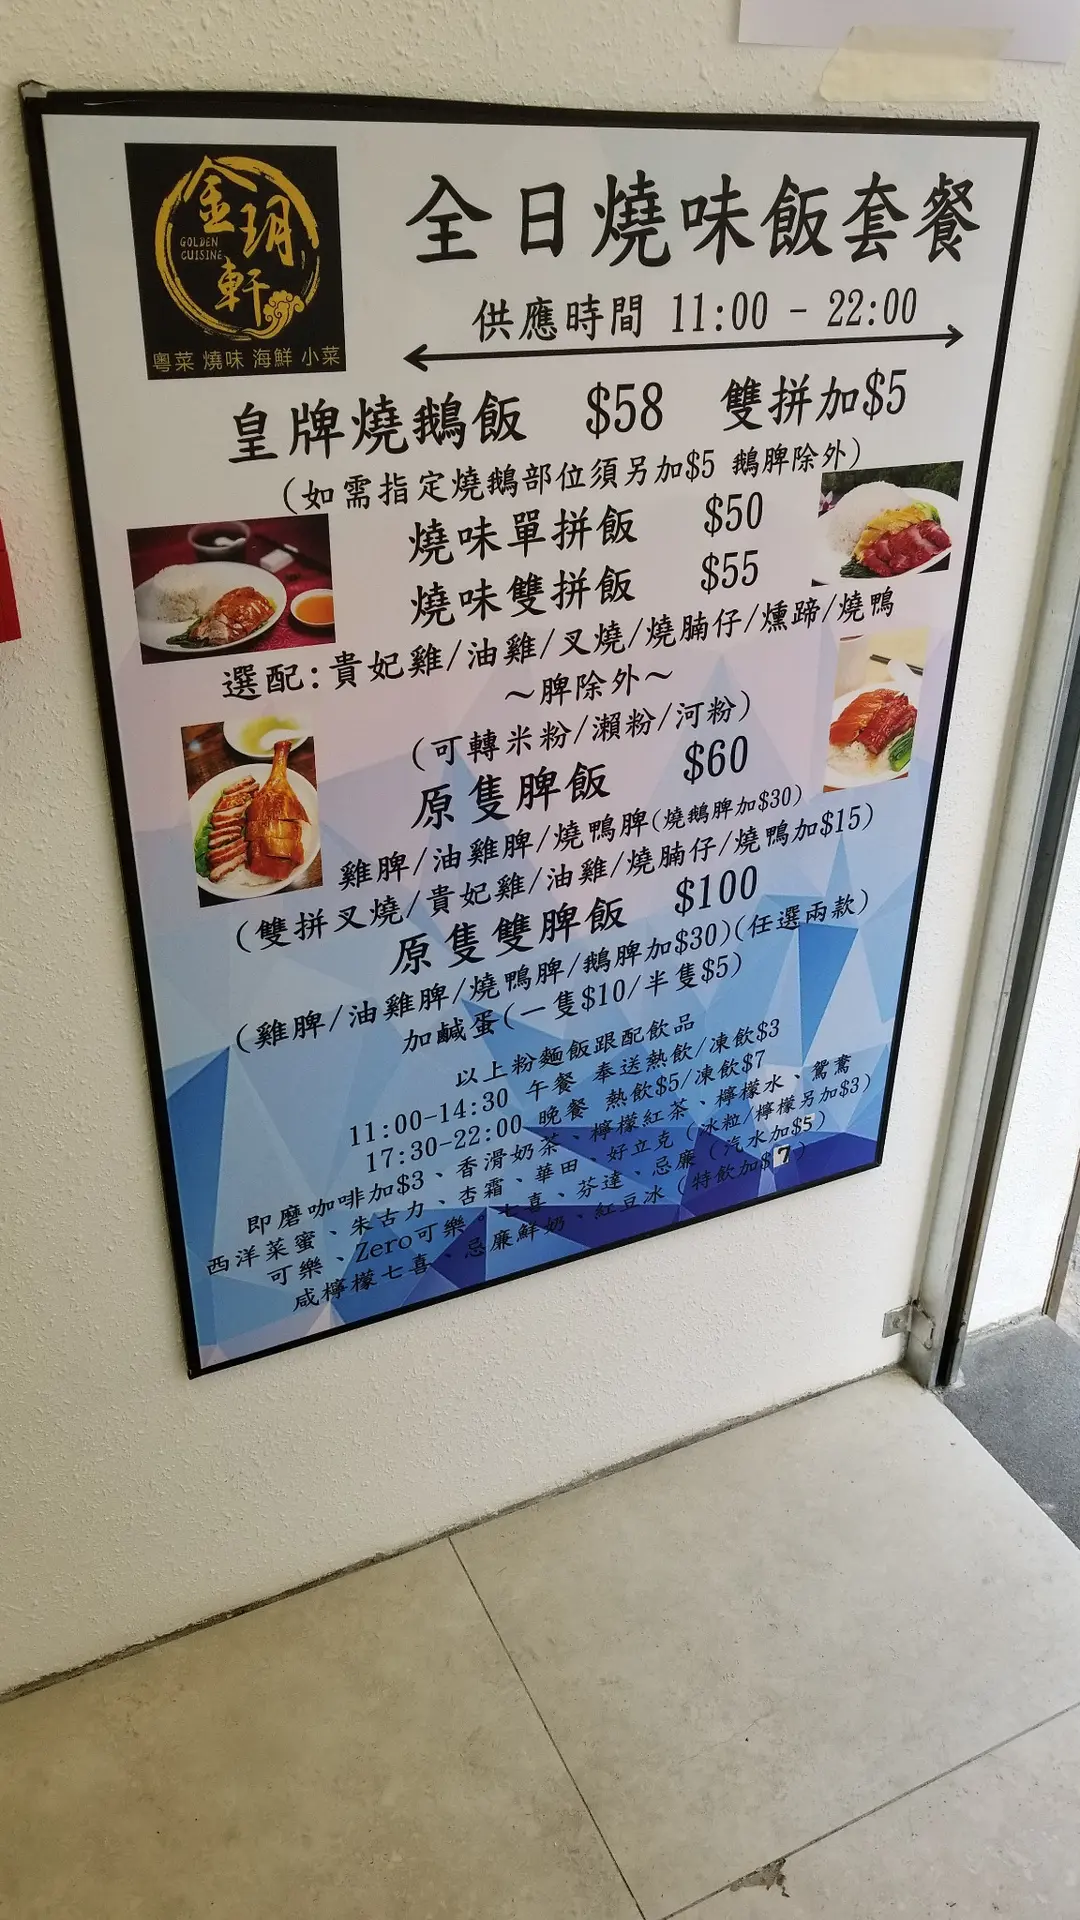 金玥軒
GOLDEN
CUISINE
粵菜 燒味 海鮮 小菜
全日燒味飯套餐
供應時間 11:00 - 22:00
皇牌燒鵝飯 $58 雙拼加$5
(如需指定燒鵝部位須另加$5 鵝脾除外)
燒味單拼飯 $50
燒味雙拼飯 $55
選配:貴妃雞/油雞/叉燒/燒腩仔/燻蹄/燒鴨
~脾除外~
(可轉米粉/瀨粉/河粉)
原隻脾飯 $60
雞脾/油雞脾/燒鴨脾(燒鵝脾加$30)
(雙拼叉燒/貴妃雞/油雞/燒腩仔/燒鴨加$15)
原隻雙脾飯 $100
(雞脾/油雞脾/燒鴨脾/鵝脾加$30)(任選兩款)
加鹹蛋(一隻$10/半隻$5)
以上粉麵飯跟配飲品
11:00-14:30 午餐 奉送熱飲/凍飲$3
17:30-22:00 晚餐 熱飲$5/凍飲$7
即磨咖啡加$3、香滑奶茶、檸檬紅茶、檸檬水、鴛鴦
西洋菜蜜、朱古力、杏霜、華田、好立克(冰粒/檸檬另加$3)
可樂、Zero可樂。七喜、芬達、忌廉(汽水加$5)
咸檸檬七喜、忌廉鮮奶、紅豆冰(特飲加$7)